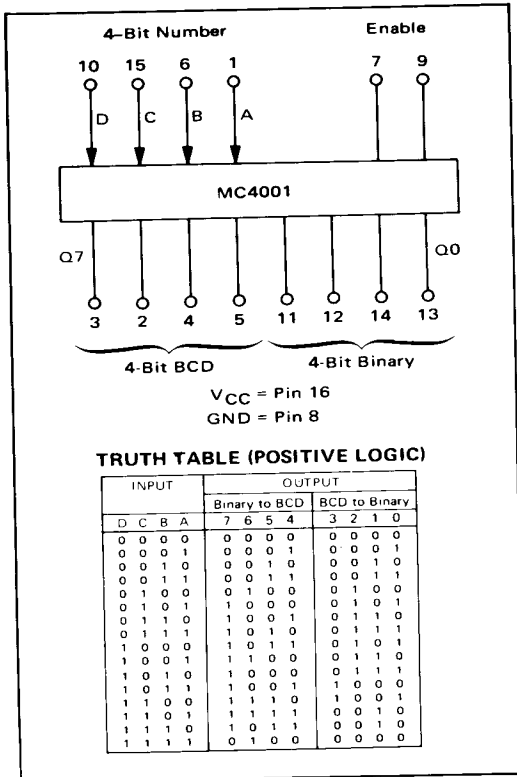 4–Bit Number Enable
10 15 6 1 7 9
D C B A
MC4001
Q7 Q0
3 2 4 5 11 12 14 13
4-Bit BCD 4-Bit Binary
VCC = Pin 16
GND = Pin 8
TRUTH TABLE (POSITIVE LOGIC)
INPUT OUTPUT
Binary to BCD BCD to Binary
D C B A 7 6 5 4 3 2 1 0
0 0 0 0 0 0 0 0 0 0 0 0
0 0 0 1 0 0 0 1 0 0 0 1
0 0 1 0 0 0 1 0 0 0 1 0
0 0 1 1 0 0 1 1 0 0 1 1
0 1 0 0 0 1 0 0 0 1 0 0
0 1 0 1 1 0 0 0 0 1 0 1
0 1 1 0 1 0 0 1 0 1 1 0
0 1 1 1 1 0 1 0 0 1 1 1
1 0 0 0 1 0 1 1 0 1 0 1
1 0 0 1 1 1 0 0 0 1 1 0
1 0 1 0 1 0 0 0 0 1 1 1
1 0 1 1 1 0 0 1 1 0 0 0
1 1 0 0 1 1 1 0 1 0 0 1
1 1 0 1 1 1 1 1 0 0 1 0
1 1 1 0 1 0 1 1 0 0 1 0
1 1 1 1 0 1 0 0 0 0 0 0